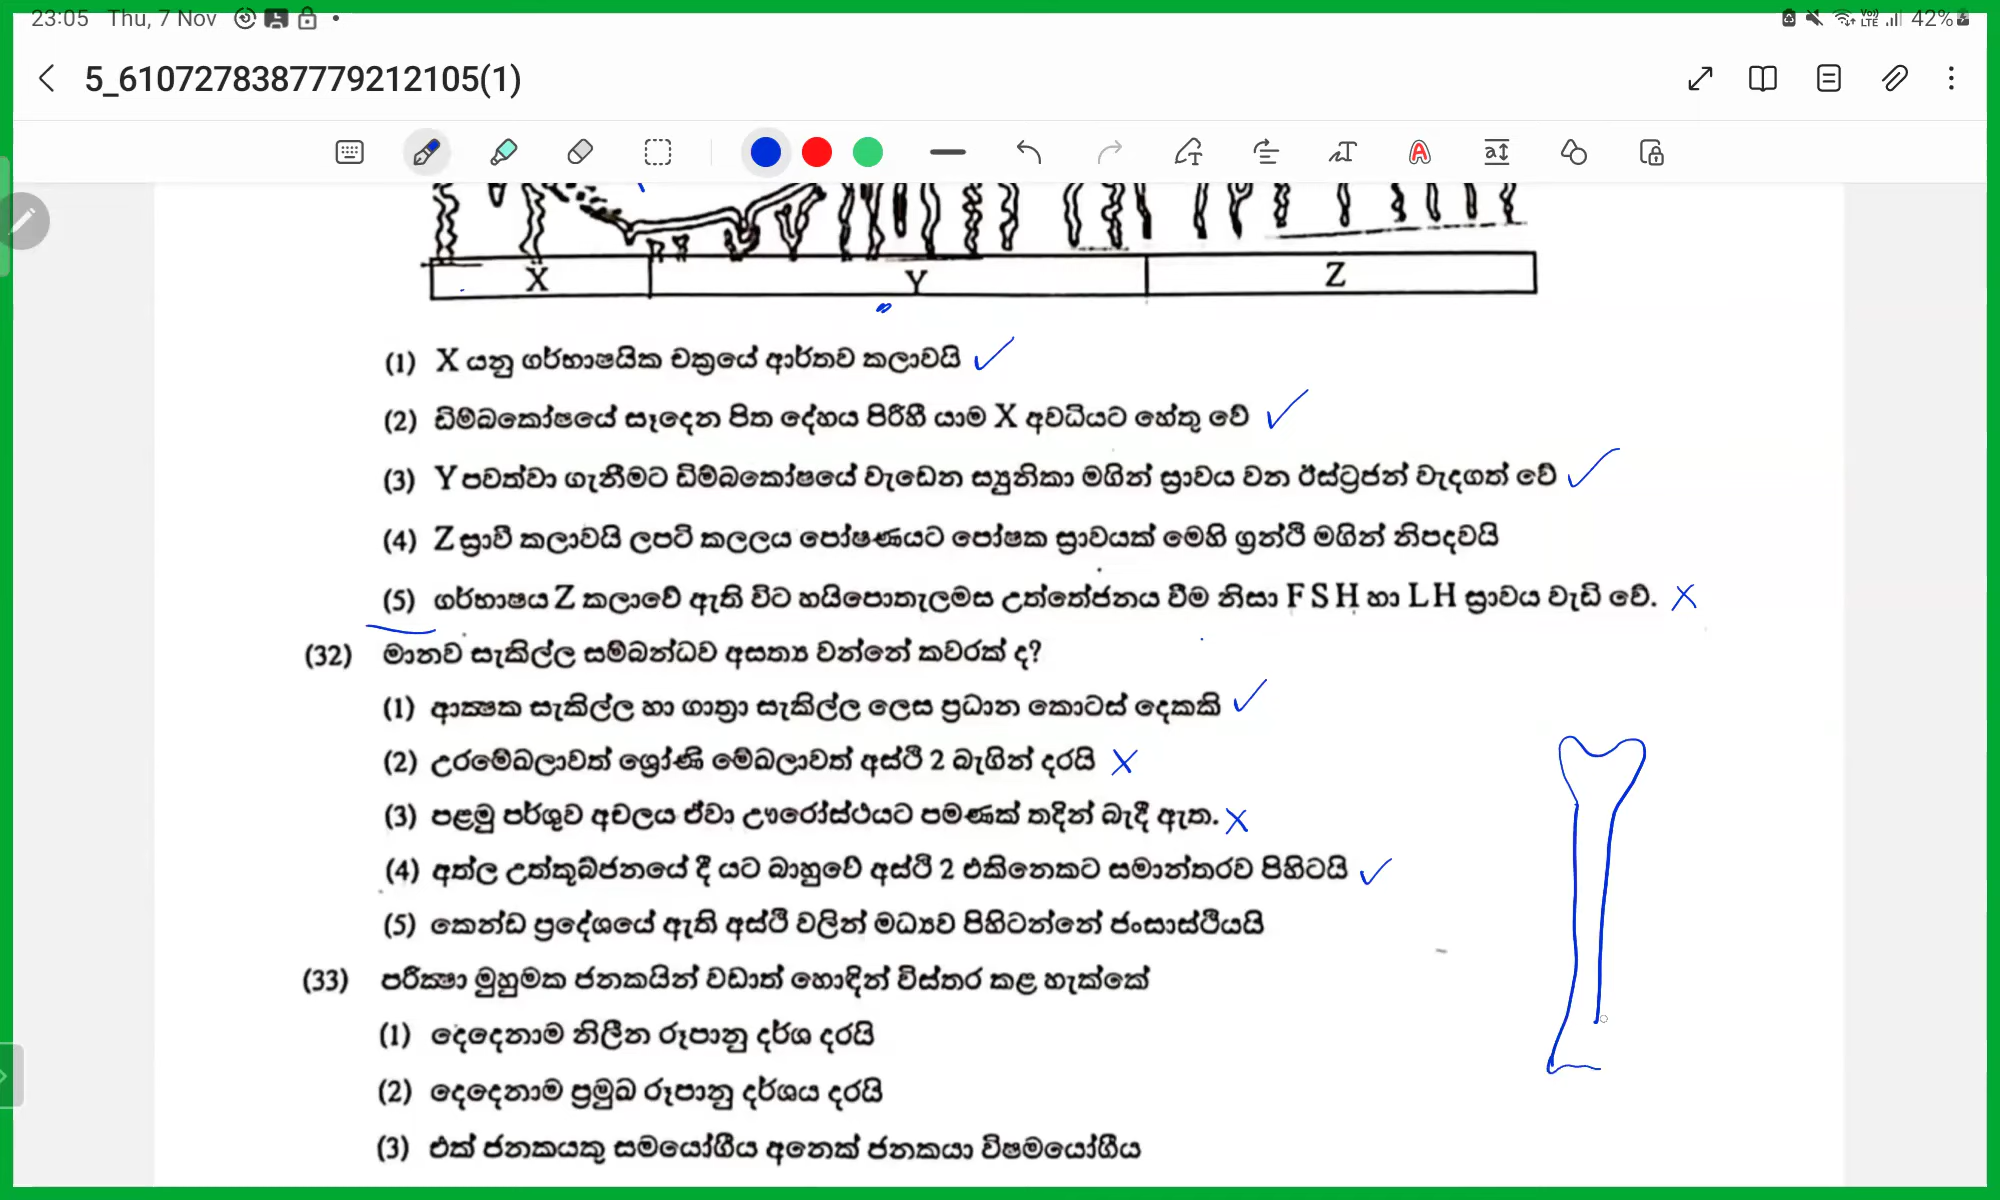 23:05 Thu, 7 Nov
42%
5_6107278387779212105(1)
X Y Z
(1) X යනු ගර්භාෂයික චක්‍රයේ ආර්තව කලාවයි
(2) ඩිම්බකෝෂයේ සෑදෙන පිත දේහය පිරිහී යාම X අවධියට හේතු වේ
(3) Y පවත්වා ගැනීමට ඩිම්බකෝෂයේ වැඩෙන ස්‍යුනිකා මගින් ස්‍රාවය වන ඊස්ට්‍රජන් වැදගත් වේ
(4) Z ස්‍රාවී කලාවයි ලපටි කලලය පෝෂණයට පෝෂක ස්‍රාවයක් මෙහි ග්‍රන්ථි මගින් නිපදවයි
(5) ගර්භාෂය Z කලාවේ ඇති විට හයිපොතැලමස උත්තේජනය වීම නිසා F S H හා L H ස්‍රාවය වැඩි වේ.
(32) මානව සැකිල්ල සම්බන්ධව අසත්‍ය වන්නේ කවරක් ද?
(1) ආක්‍ෂක සැකිල්ල හා ගාත්‍රා සැකිල්ල ලෙස ප්‍රධාන කොටස් දෙකකි
(2) උරමේඛලාවත් ශ්‍රෝණි මේඛලාවත් අස්ථි 2 බැගින් දරයි
(3) පළමු පර්ශුව අචලය ඒවා ඌරෝස්ථයට පමණක් තදින් බැදී ඇත.
(4) අත්ල උත්කුබ්ජනයේ දී යට බාහුවේ අස්ථි 2 එකිනෙකට සමාන්තරව පිහිටයි
(5) කෙන්ඩ ප්‍රදේශයේ ඇති අස්ථි වලින් මධ්‍යව පිහිටන්නේ ජංඝාස්ථියයි
(33) පරීක්‍ෂා මුහුමක ජනකයින් වඩාත් හොඳින් විස්තර කළ හැක්කේ
(1) දෙදෙනාම නිලීන රූපානු දර්ශ දරයි
(2) දෙදෙනාම ප්‍රමුඛ රූපානු දර්ශය දරයි
(3) එක් ජනකයකු සමයෝගීය අනෙක් ජනකයා විෂමයෝගීය